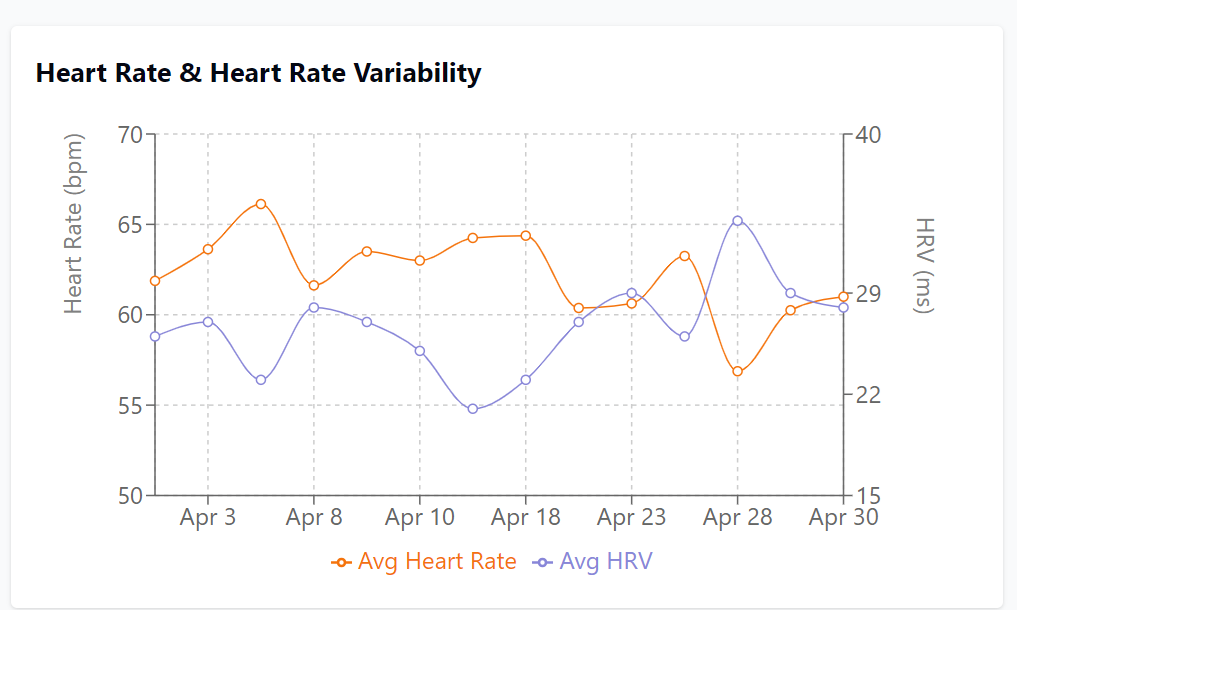 Heart Rate & Heart Rate Variability
Heart Rate (bpm)
70
65
60
55
50
40
29
22
15
HRV (ms)
Apr 3 Apr 8 Apr 10 Apr 18 Apr 23 Apr 28 Apr 30
Avg Heart Rate Avg HRV